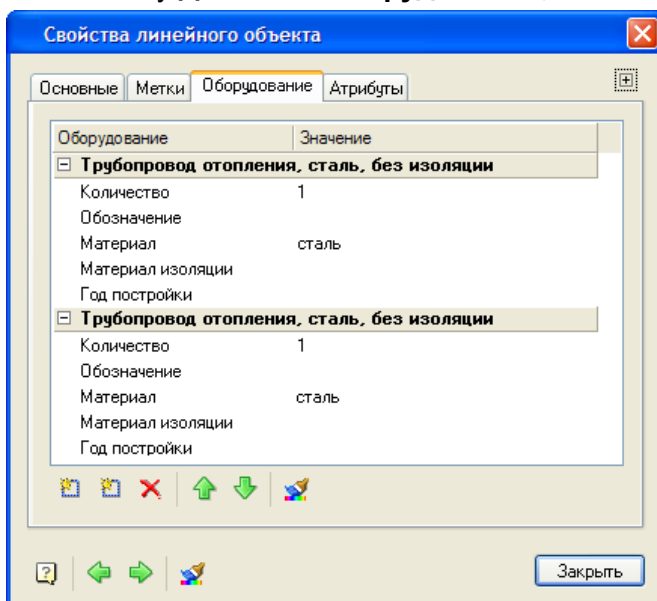 Свойства линейного объекта
Основные Метки Оборудование Атрибуты
Оборудование Значение
Трубопровод отопления, сталь, без изоляции
Количество 1
Обозначение
Материал сталь
Материал изоляции
Год постройки
Трубопровод отопления, сталь, без изоляции
Количество 1
Обозначение
Материал сталь
Материал изоляции
Год постройки
Закрыть